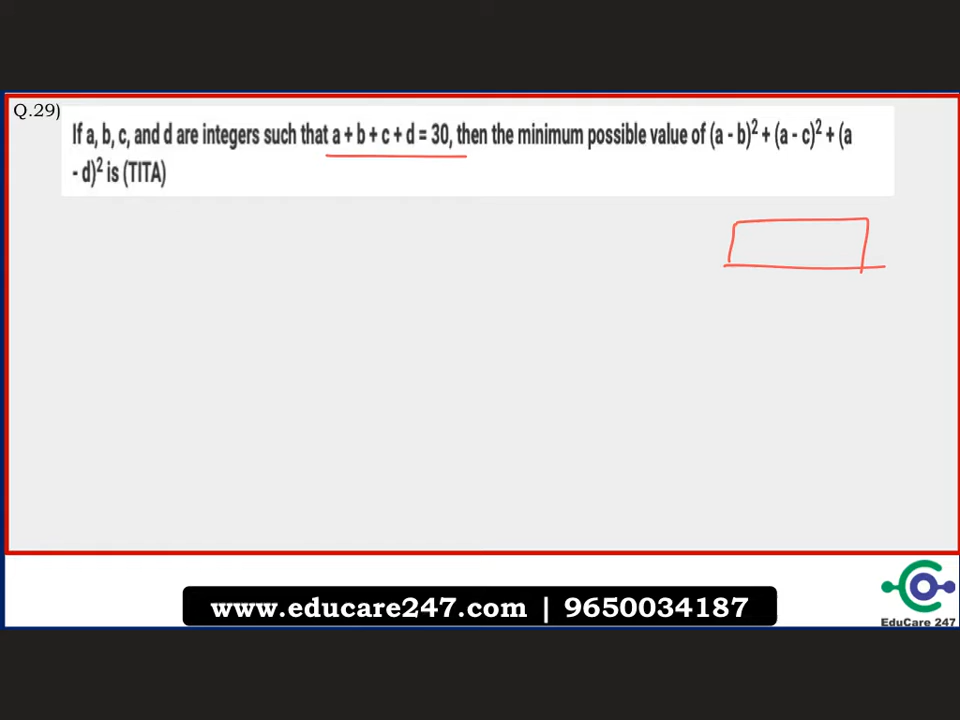 Q.29)
If a, b, c, and d are integers such that a + b + c + d = 30, then the minimum possible value of (a - b)² + (a - c)² + (a
- d)² is (TITA)
www.educare247.com | 9650034187
EduCare 247